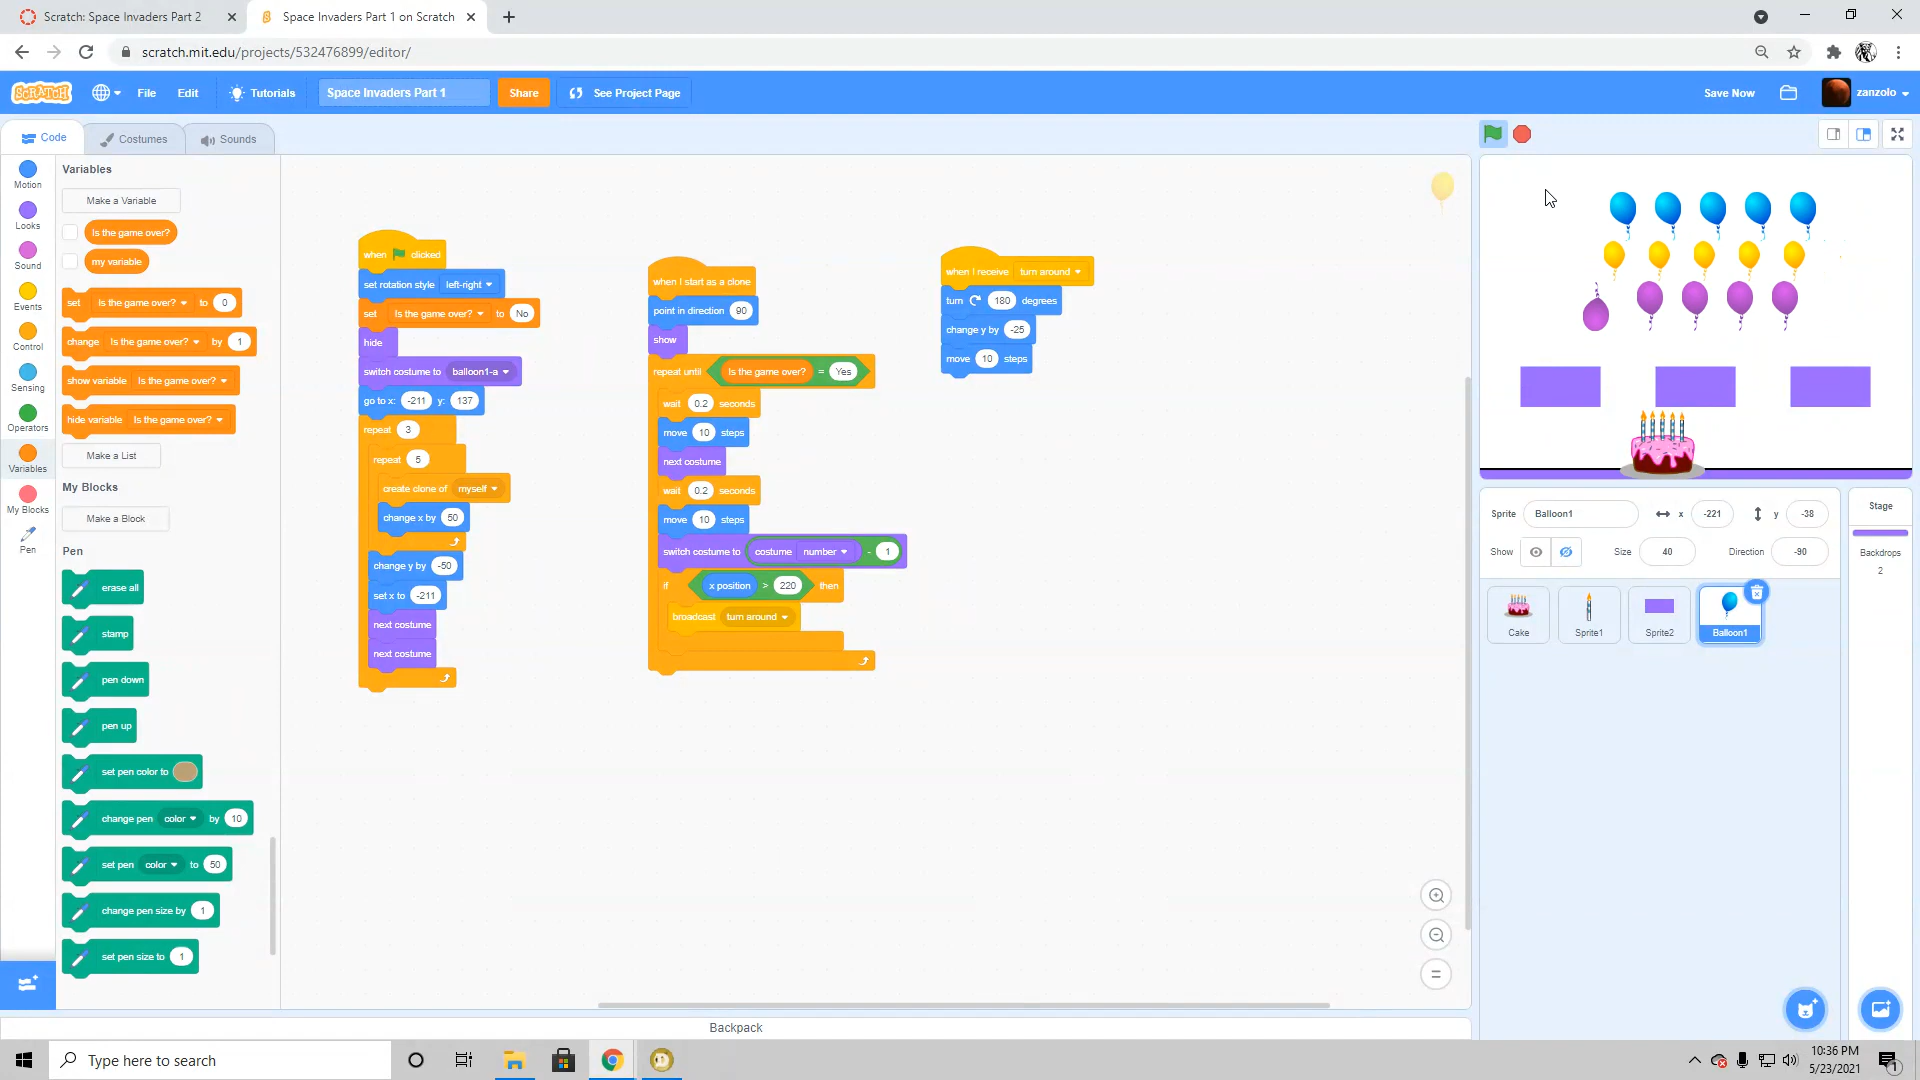 Scratch: Space Invaders Part 2
Space Invaders Part 1 on Scratch
scratch.mit.edu/projects/532476899/editor/
SCRATCH
File
Edit
Tutorials
Space Invaders Part 1
Share
See Project Page
Save Now
zanzolo
Code
Costumes
Sounds
Motion
Looks
Sound
Events
Control
Sensing
Operators
Variables
My Blocks
Pen
Variables
Make a Variable
Is the game over?
my variable
set Is the game over? to 0
change Is the game over? by 1
show variable Is the game over?
hide variable Is the game over?
Make a List
My Blocks
Make a Block
Pen
erase all
stamp
pen down
pen up
set pen color to
change pen color by 10
set pen color to 50
change pen size by 1
set pen size to 1
when clicked
set rotation style left-right
set Is the game over? to No
hide
switch costume to balloon1-a
go to x: -211 y: 137
repeat 3
repeat 5
create clone of myself
change x by 50
change y by -50
set x to -211
next costume
next costume
when I start as a clone
point in direction 90
show
repeat until Is the game over? = Yes
wait 0.2 seconds
move 10 steps
next costume
wait 0.2 seconds
move 10 steps
switch costume to costume number - 1
if x position > 220 then
broadcast turn around
when I receive turn around
turn 180 degrees
change y by -25
move 10 steps
Sprite Balloon1 x -221 y -38
Show Size 40 Direction -90
Cake
Sprite1
Sprite2
Balloon1
Stage
Backdrops
2
Backpack
Type here to search
10:36 PM
5/23/2021
1